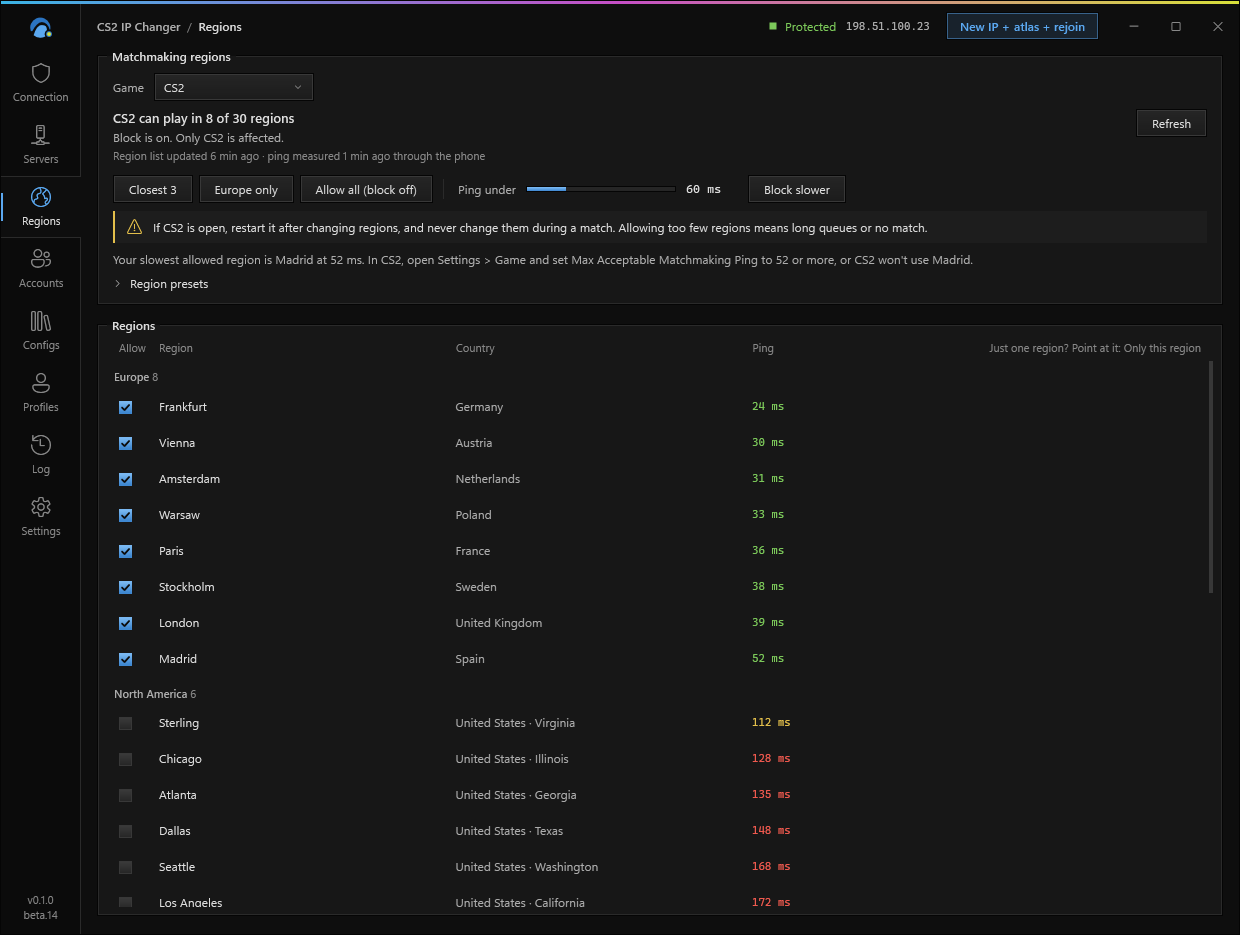 CS2 IP Changer / Regions
Protected 198.51.100.23
New IP + atlas + rejoin
Connection
Servers
Regions
Accounts
Configs
Profiles
Log
Settings
v0.1.0
beta.14
Matchmaking regions
Game CS2
CS2 can play in 8 of 30 regions
Block is on. Only CS2 is affected.
Region list updated 6 min ago · ping measured 1 min ago through the phone
Refresh
Closest 3 Europe only Allow all (block off) Ping under 60 ms Block slower
If CS2 is open, restart it after changing regions, and never change them during a match. Allowing too few regions means long queues or no match.
Your slowest allowed region is Madrid at 52 ms. In CS2, open Settings > Game and set Max Acceptable Matchmaking Ping to 52 or more, or CS2 won't use Madrid.
Region presets
Regions
Allow Region Country Ping Just one region? Point at it: Only this region
Europe 8
Frankfurt Germany 24 ms
Vienna Austria 30 ms
Amsterdam Netherlands 31 ms
Warsaw Poland 33 ms
Paris France 36 ms
Stockholm Sweden 38 ms
London United Kingdom 39 ms
Madrid Spain 52 ms
North America 6
Sterling United States · Virginia 112 ms
Chicago United States · Illinois 128 ms
Atlanta United States · Georgia 135 ms
Dallas United States · Texas 148 ms
Seattle United States · Washington 168 ms
Los Angeles United States · California 172 ms